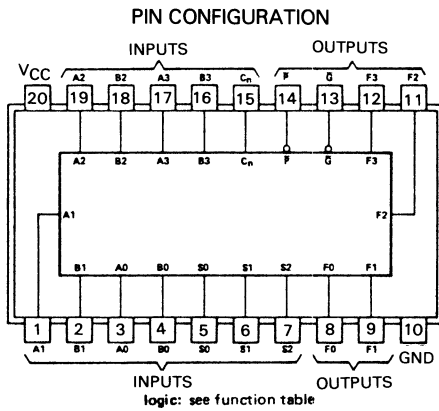 PIN CONFIGURATION
INPUTS OUTPUTS
VCC A2 B2 A3 B3 Cn P̅ G̅ F3 F2
20 19 18 17 16 15 14 13 12 11
A2 B2 A3 B3 Cn P̅ G̅ F3
A1 F2
B1 A0 B0 S0 S1 S2 F0 F1
1 2 3 4 5 6 7 8 9 10
A1 B1 A0 B0 S0 S1 S2 F0 F1 GND
INPUTS OUTPUTS
logic: see function table